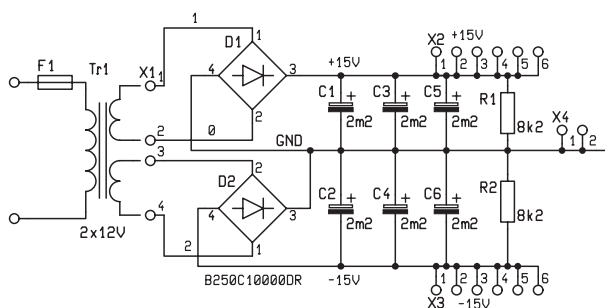 1
X2 +15V
F1 Tr1 X1 D1 1
+15V
1 2 3 4 5 6
1 4 3
C1 + C3 + C5 +
2m2 2m2 2m2
R1
8k2
X4
2
2 0
GND
1 2
3
2
D2
4 3
C2 + C4 + C6 +
2m2 2m2 2m2
R2
8k2
4
2x12V
2 1
B250C10000DR
-15V
1 2 3 4 5 6
X3 -15V